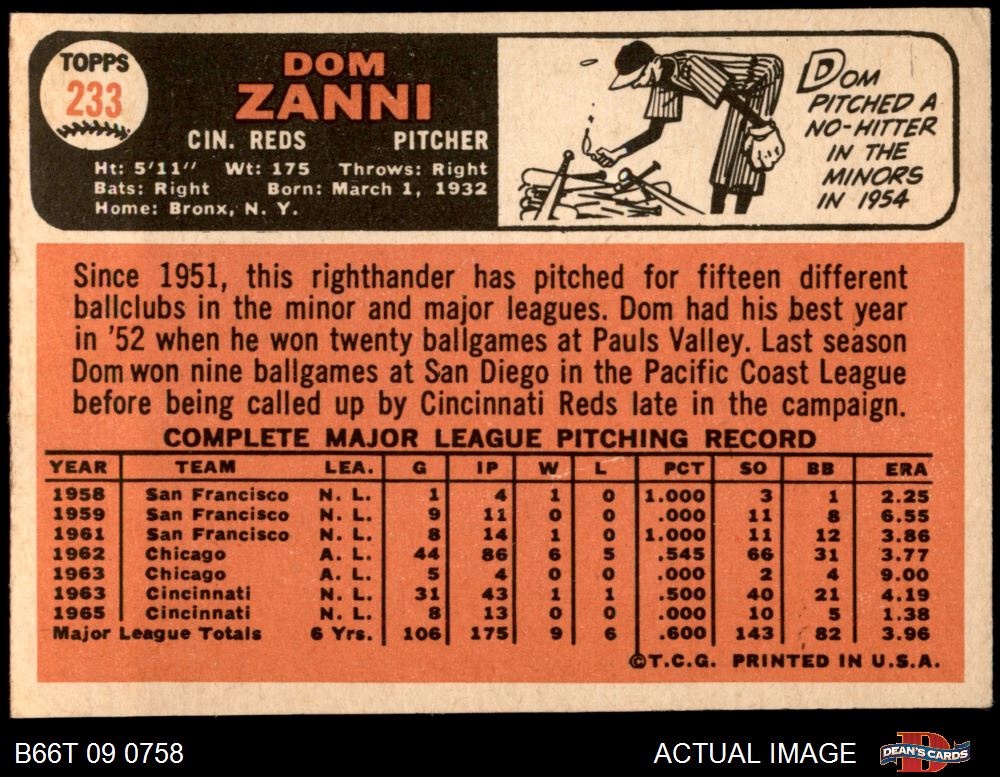 TOPPS
233
DOM
ZANNI
CIN. REDS PITCHER
Ht: 5'11" Wt: 175 Throws: Right
Bats: Right Born: March 1, 1932
Home: Bronx, N. Y.
DOM
PITCHED A
NO-HITTER
IN THE
MINORS
IN 1954
Since 1951, this righthander has pitched for fifteen different
ballclubs in the minor and major leagues. Dom had his best year
in '52 when he won twenty ballgames at Pauls Valley. Last season
Dom won nine ballgames at San Diego in the Pacific Coast League
before being called up by Cincinnati Reds late in the campaign.
COMPLETE MAJOR LEAGUE PITCHING RECORD
YEAR TEAM LEA. G IP W L PCT SO BB ERA
1958 San Francisco N. L. 1 4 1 0 1.000 3 1 2.25
1959 San Francisco N. L. 9 11 0 0 .000 11 8 6.55
1961 San Francisco N. L. 8 14 1 0 1.000 11 12 3.86
1962 Chicago A. L. 44 86 6 5 .545 66 31 3.77
1963 Chicago A. L. 5 4 0 0 .000 2 4 9.00
1963 Cincinnati N. L. 31 43 1 1 .500 40 21 4.19
1965 Cincinnati N. L. 8 13 0 0 .000 10 5 1.38
Major League Totals 6 Yrs. 106 175 9 6 .600 143 82 3.96
©T.C.G. PRINTED IN U.S.A.
B66T 09 0758 ACTUAL IMAGE DEAN'S CARDS